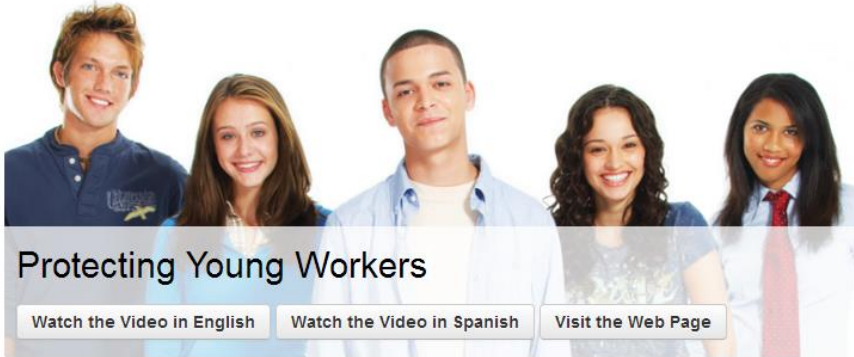 Protecting Young Workers
Watch the Video in English
Watch the Video in Spanish
Visit the Web Page